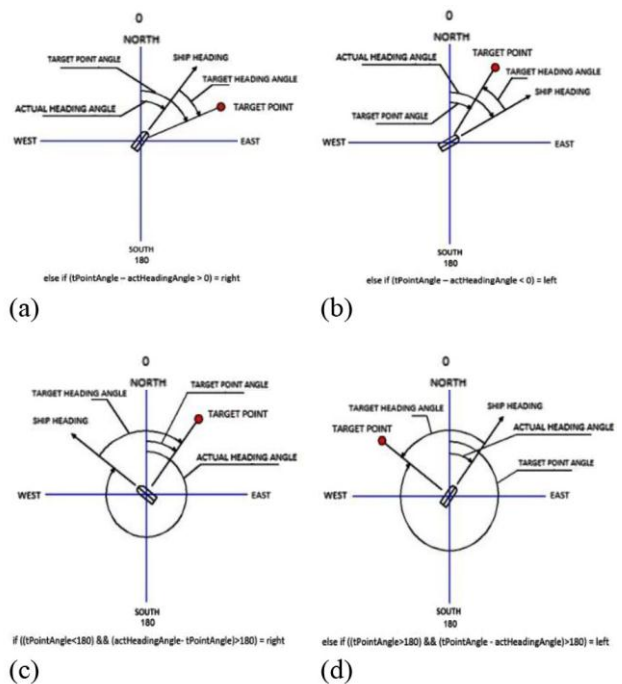 0
NORTH
TARGET POINT ANGLE
SHIP HEADING
TARGET HEADING ANGLE
ACTUAL HEADING ANGLE
TARGET POINT
WEST
EAST
SOUTH
180
else if (tPointAngle – actHeadingAngle > 0) = right
(a)
0
NORTH
TARGET POINT
ACTUAL HEADING ANGLE
TARGET HEADING ANGLE
SHIP HEADING
TARGET POINT ANGLE
WEST
EAST
SOUTH
180
else if (tPointAngle – actHeadingAngle < 0) = left
(b)
0
NORTH
TARGET HEADING ANGLE
TARGET POINT ANGLE
SHIP HEADING
TARGET POINT
ACTUAL HEADING ANGLE
WEST
EAST
SOUTH
180
if ((tPointAngle<180) && (actHeadingAngle- tPointAngle)>180) = right
(c)
0
NORTH
TARGET HEADING ANGLE
SHIP HEADING
TARGET POINT
ACTUAL HEADING ANGLE
TARGET POINT ANGLE
WEST
EAST
SOUTH
180
else if ((tPointAngle>180) && (tPointAngle - actHeadingAngle)>180) = left
(d)